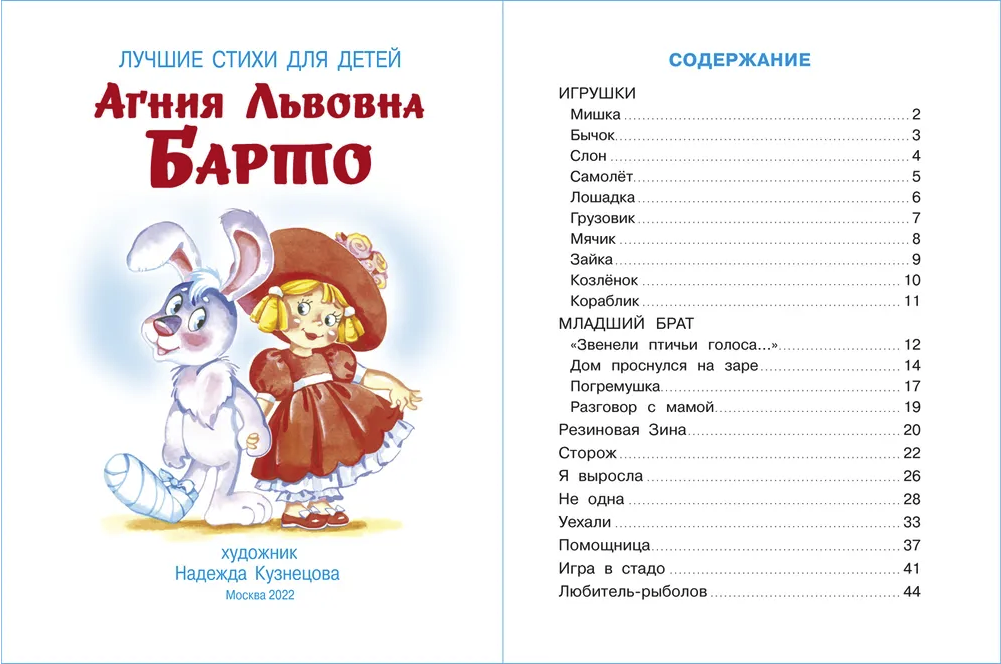 ЛУЧШИЕ СТИХИ ДЛЯ ДЕТЕЙ
Агния Львовна
Барто
художник
Надежда Кузнецова
Москва 2022
СОДЕРЖАНИЕ
ИГРУШКИ
Мишка 2
Бычок 3
Слон 4
Самолёт 5
Лошадка 6
Грузовик 7
Мячик 8
Зайка 9
Козлёнок 10
Кораблик 11
МЛАДШИЙ БРАТ
«Звенели птичьи голоса...» 12
Дом проснулся на заре 14
Погремушка 17
Разговор с мамой 19
Резиновая Зина 20
Сторож 22
Я выросла 26
Не одна 28
Уехали 33
Помощница 37
Игра в стадо 41
Любитель-рыболов 44